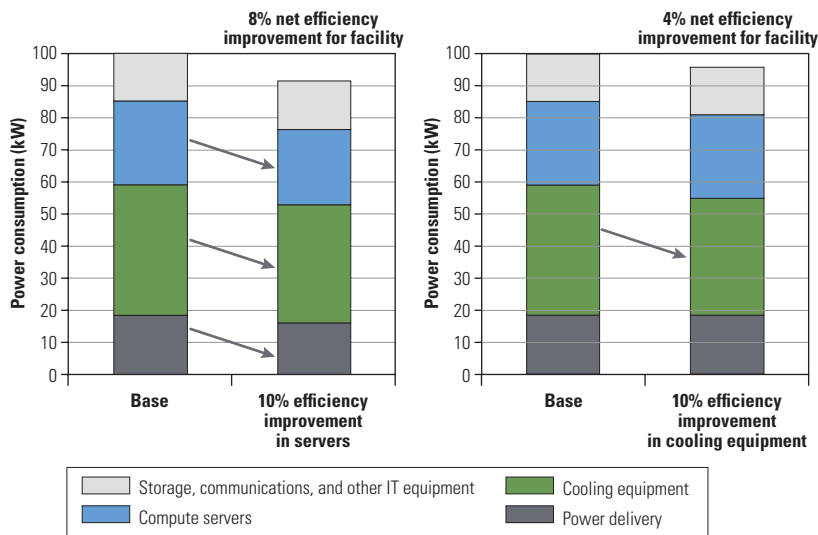 8% net efficiency
improvement for facility
Power consumption (kW)
100
90
80
70
60
50
40
30
20
10
0
Base
10% efficiency
improvement
in servers
4% net efficiency
improvement for facility
Power consumption (kW)
100
90
80
70
60
50
40
30
20
10
0
Base
10% efficiency
improvement
in cooling equipment
Storage, communications, and other IT equipment
Compute servers
Cooling equipment
Power delivery